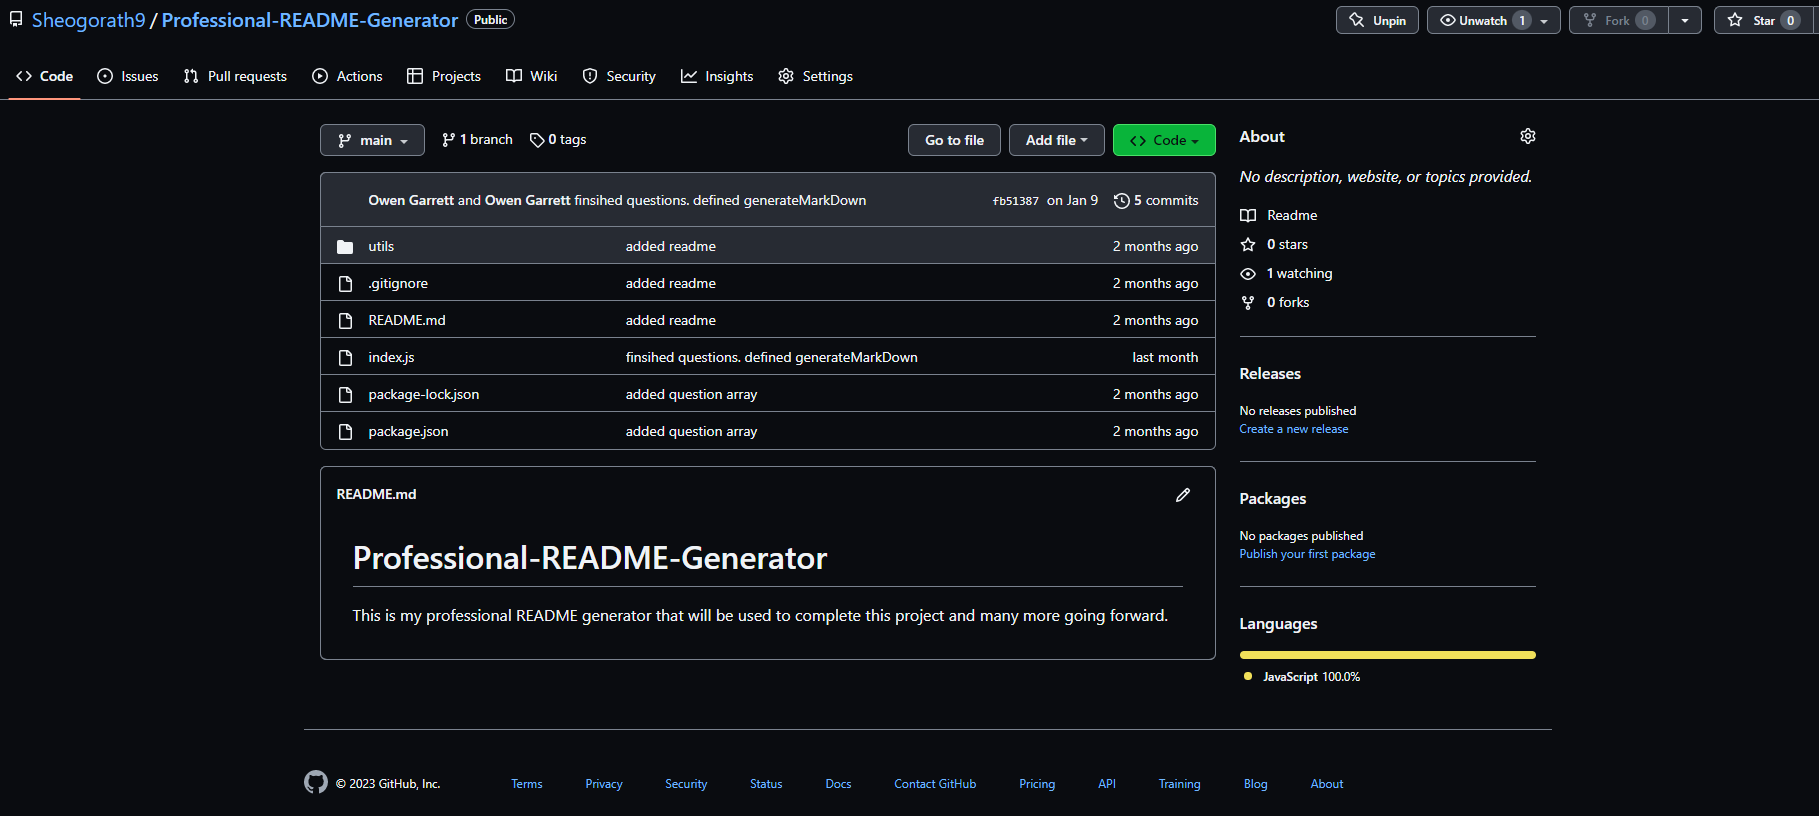 Sheogorath9 / Professional-README-Generator Public Unpin Unwatch 1 Fork 0 Star 0
Code Issues Pull requests Actions Projects Wiki Security Insights Settings
main 1 branch 0 tags Go to file Add file Code
Owen Garrett and Owen Garrett finsihed questions. defined generateMarkDown fb51387 on Jan 9 5 commits
utils added readme 2 months ago
.gitignore added readme 2 months ago
README.md added readme 2 months ago
index.js finsihed questions. defined generateMarkDown last month
package-lock.json added question array 2 months ago
package.json added question array 2 months ago
README.md
Professional-README-Generator
This is my professional README generator that will be used to complete this project and many more going forward.
About
No description, website, or topics provided.
Readme
0 stars
1 watching
0 forks
Releases
No releases published
Create a new release
Packages
No packages published
Publish your first package
Languages
JavaScript 100.0%
© 2023 GitHub, Inc. Terms Privacy Security Status Docs Contact GitHub Pricing API Training Blog About